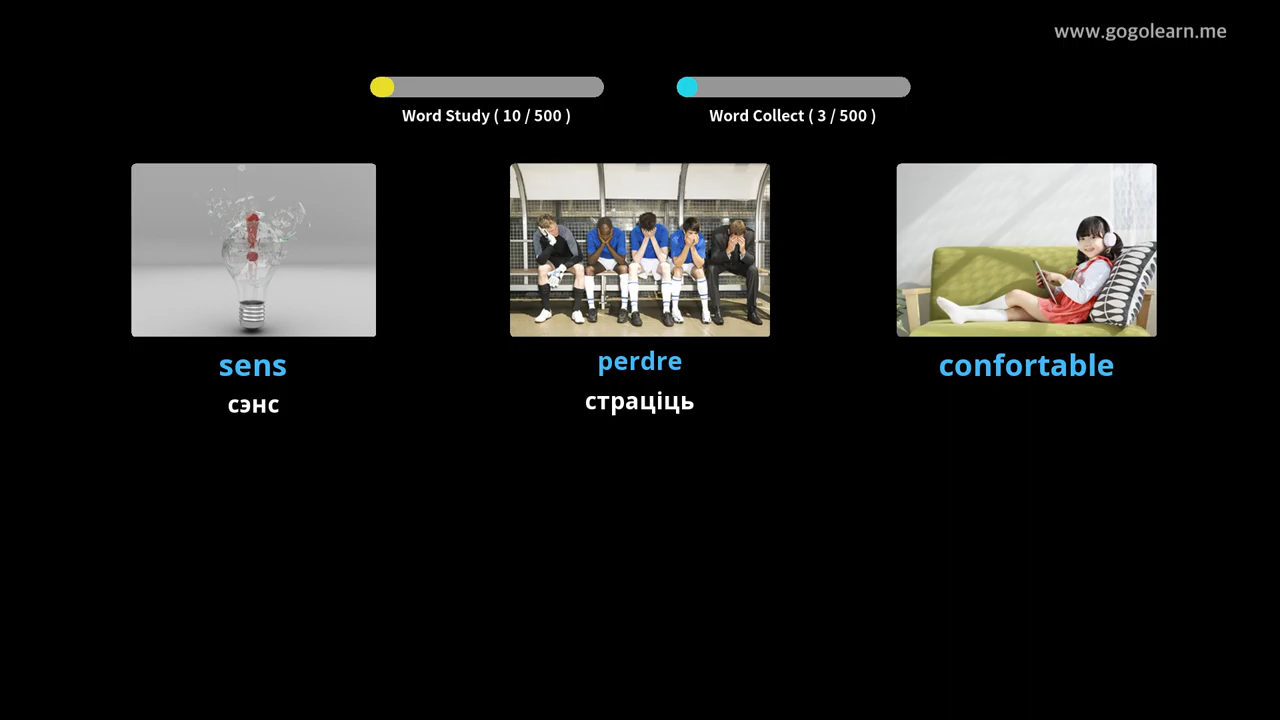 www.gogolearn.me
Word Study ( 10 / 500 )
Word Collect ( 3 / 500 )
sens
сэнс
perdre
страціць
confortable